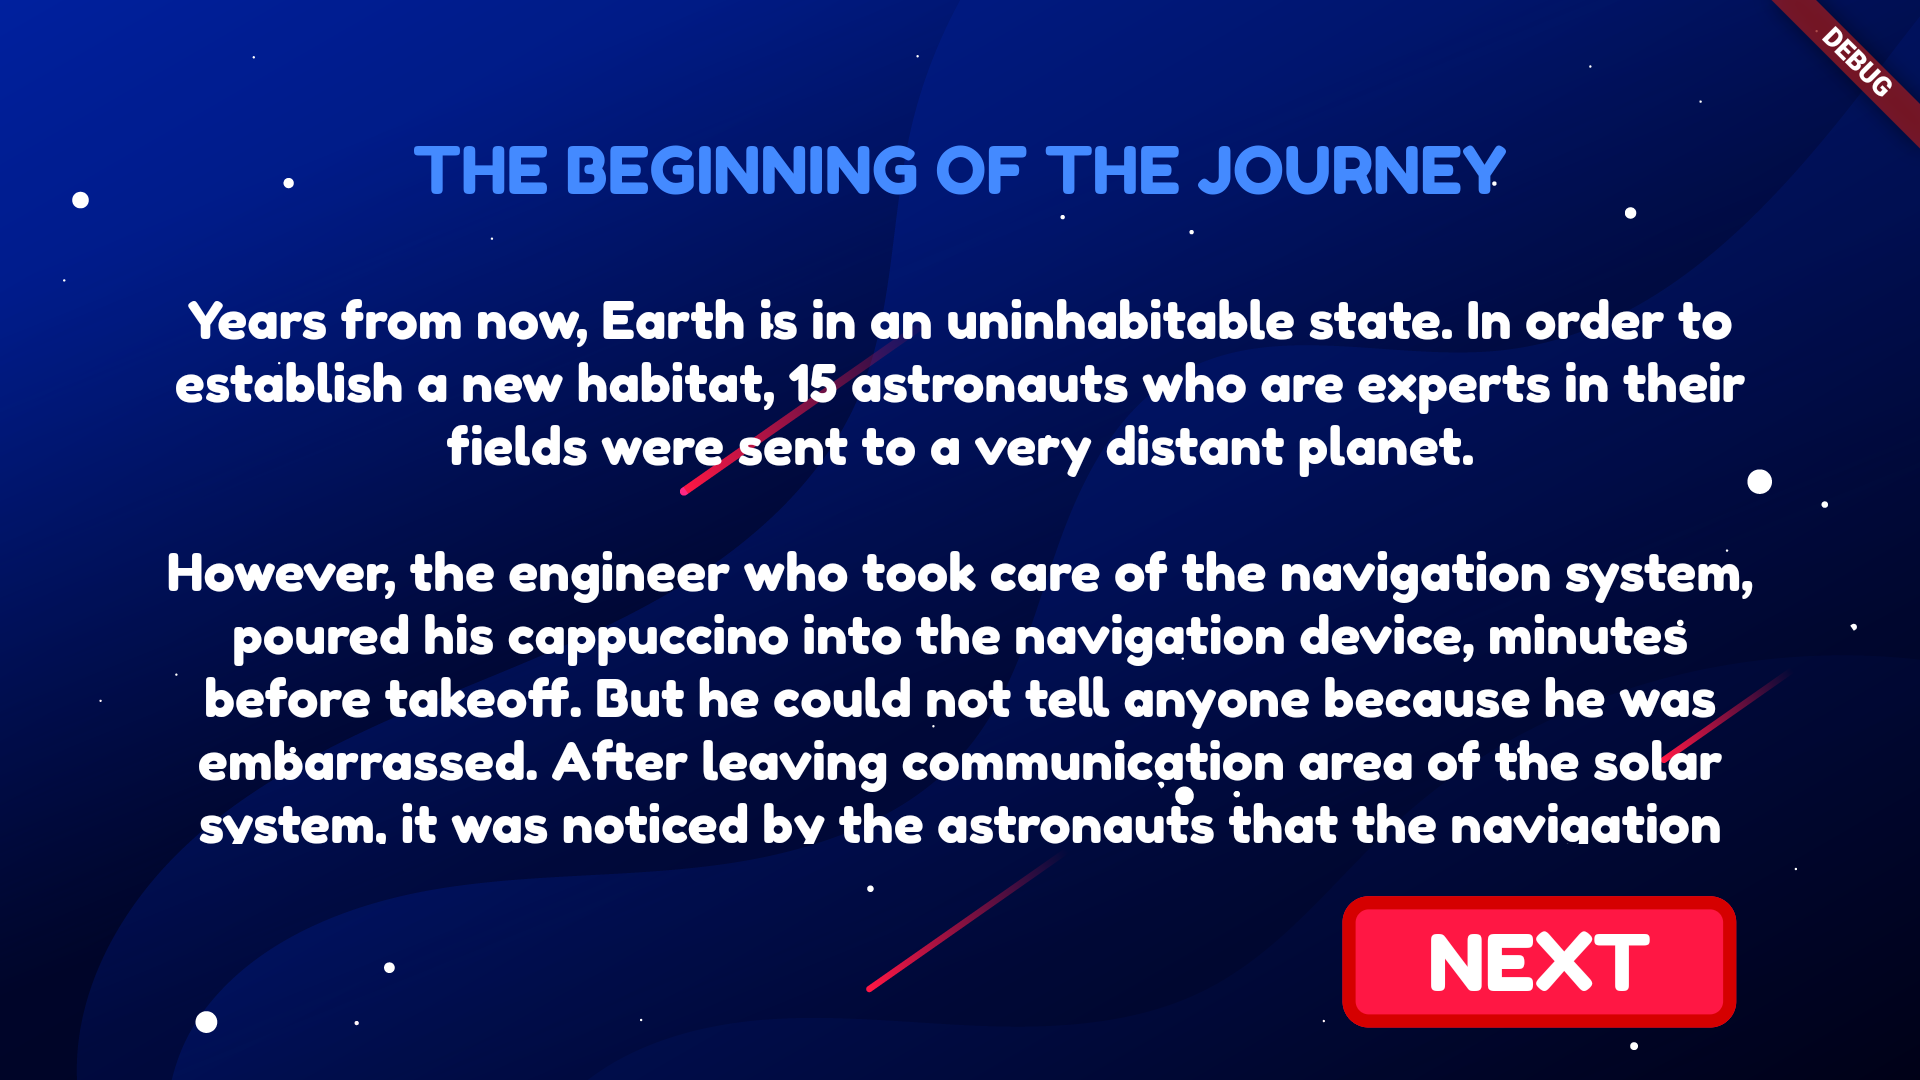 DEBUG
THE BEGINNING OF THE JOURNEY
Years from now, Earth is in an uninhabitable state. In order to
establish a new habitat, 15 astronauts who are experts in their
fields were sent to a very distant planet.
However, the engineer who took care of the navigation system,
poured his cappuccino into the navigation device, minutes
before takeoff. But he could not tell anyone because he was
embarrassed. After leaving communication area of the solar
system, it was noticed by the astronauts that the navigation
NEXT